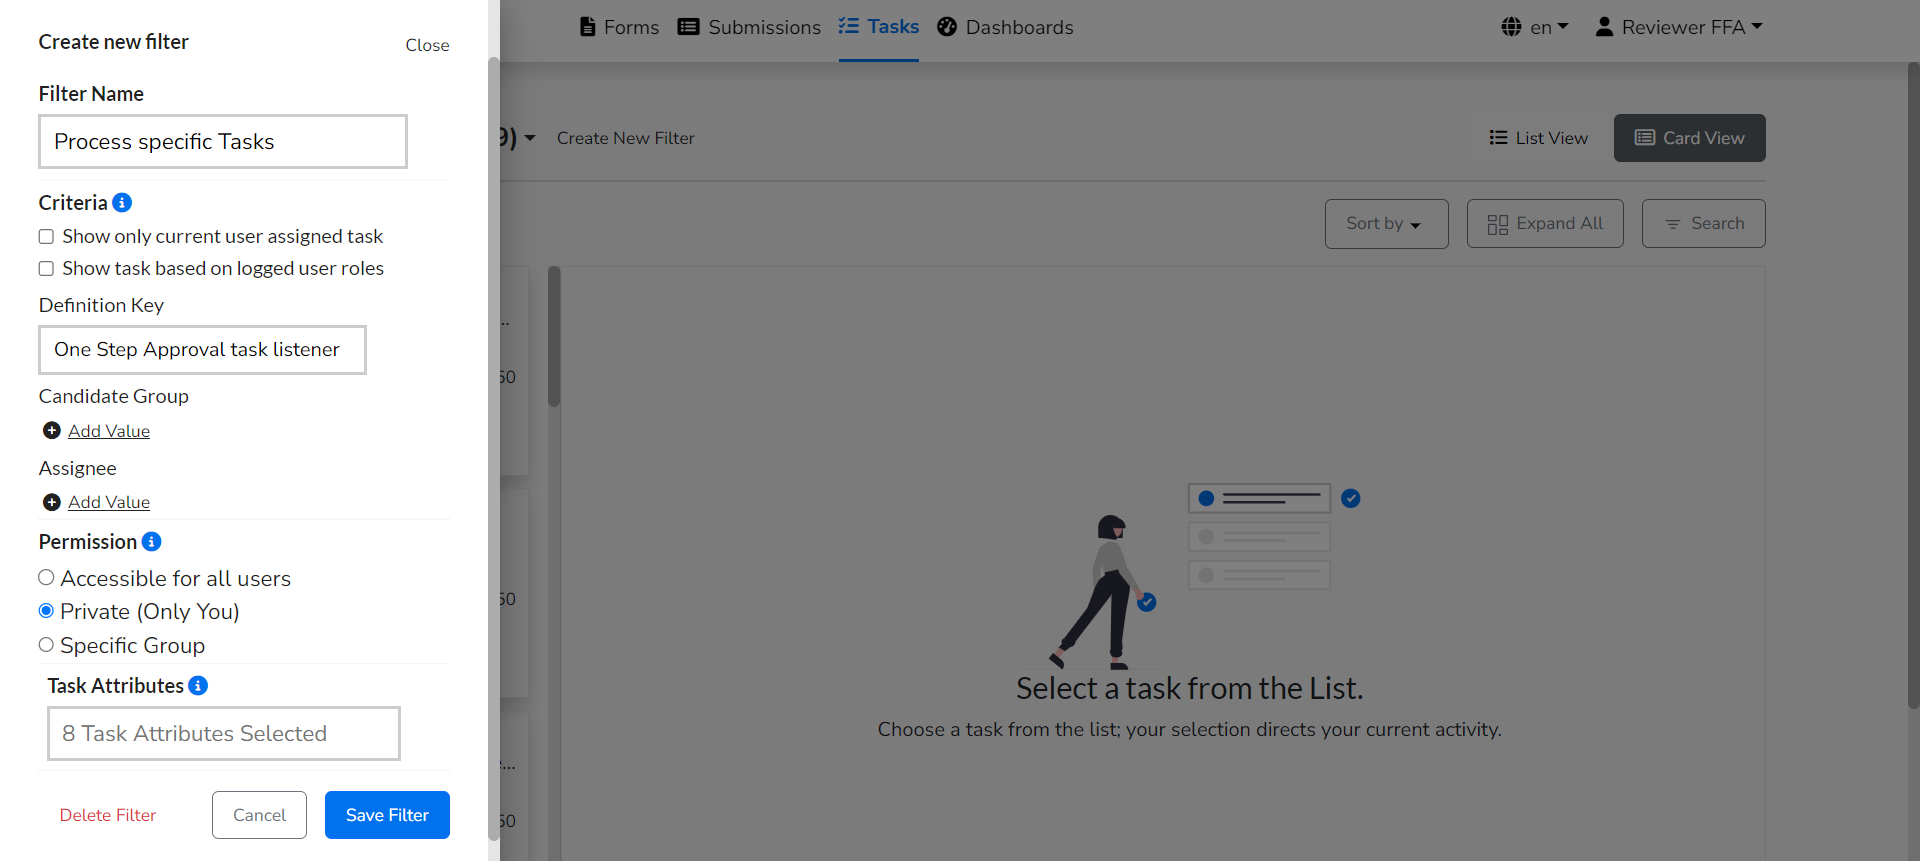 Create new filter
Close
Filter Name
Process specific Tasks
Criteria
Show only current user assigned task
Show task based on logged user roles
Definition Key
One Step Approval task listener
Candidate Group
Add Value
Assignee
Add Value
Permission
Accessible for all users
Private (Only You)
Specific Group
Task Attributes
8 Task Attributes Selected
Delete Filter
Cancel
Save Filter
Forms
Submissions
Tasks
Dashboards
en
Reviewer FFA
9)
Create New Filter
List View
Card View
Sort by
Expand All
Search
..
50
50
e...
50
Select a task from the List.
Choose a task from the list; your selection directs your current activity.